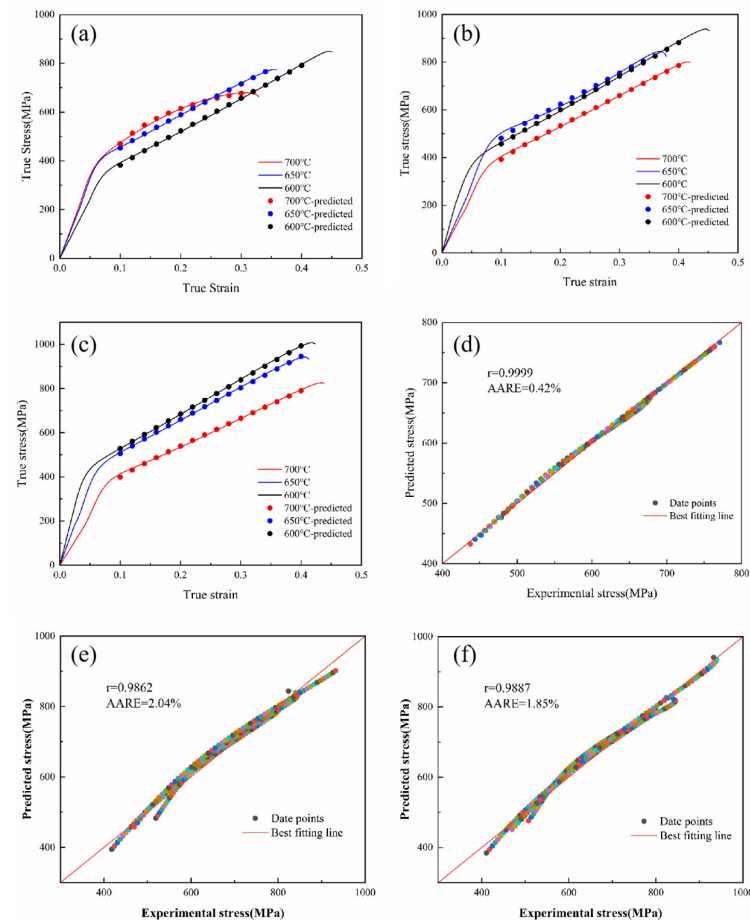 (a)
1000
800
600
400
200
0
True Stress(MPa)
700℃
650℃
600℃
700℃-predicted
650℃-predicted
600℃-predicted
0.0 0.1 0.2 0.3 0.4 0.5
True Strain
(b)
1000
800
600
400
200
0
True stress(MPa)
700℃
650℃
600℃
700℃-predicted
650℃-predicted
600℃-predicted
0.0 0.1 0.2 0.3 0.4 0.5
True strain
(c)
1000
800
600
400
200
0
True stress(MPa)
700℃
650℃
600℃
700℃-predicted
650℃-predicted
600℃-predicted
0.0 0.1 0.2 0.3 0.4 0.5
True strain
(d)
800
700
600
500
400
Predicted stress(MPa)
r=0.9999
AARE=0.42%
Date points
Best fitting line
400 500 600 700 800
Experimental stress(MPa)
(e)
1000
800
600
400
Predicted stress(MPa)
r=0.9862
AARE=2.04%
Date points
Best fitting line
400 600 800 1000
Experimental stress(MPa)
(f)
1000
800
600
400
Predicted stress(MPa)
r=0.9887
AARE=1.85%
Date points
Best fitting line
400 600 800 1000
Experimental stress(MPa)